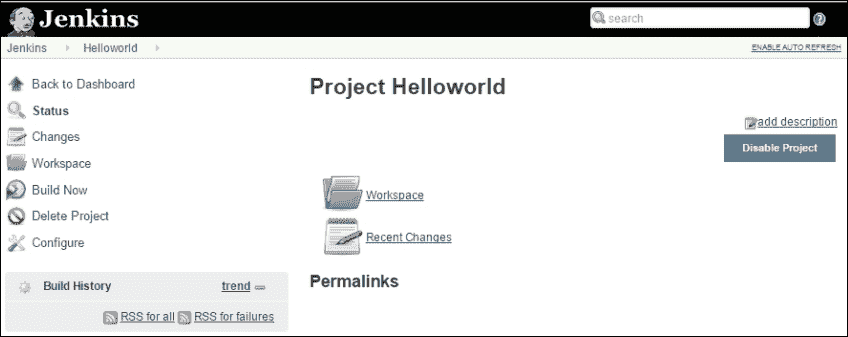 Jenkins
search
Jenkins Helloworld
ENABLE AUTO REFRESH
Back to Dashboard
Status
Changes
Workspace
Build Now
Delete Project
Configure
Build History trend
RSS for all RSS for failures
Project Helloworld
add description
Disable Project
Workspace
Recent Changes
Permalinks